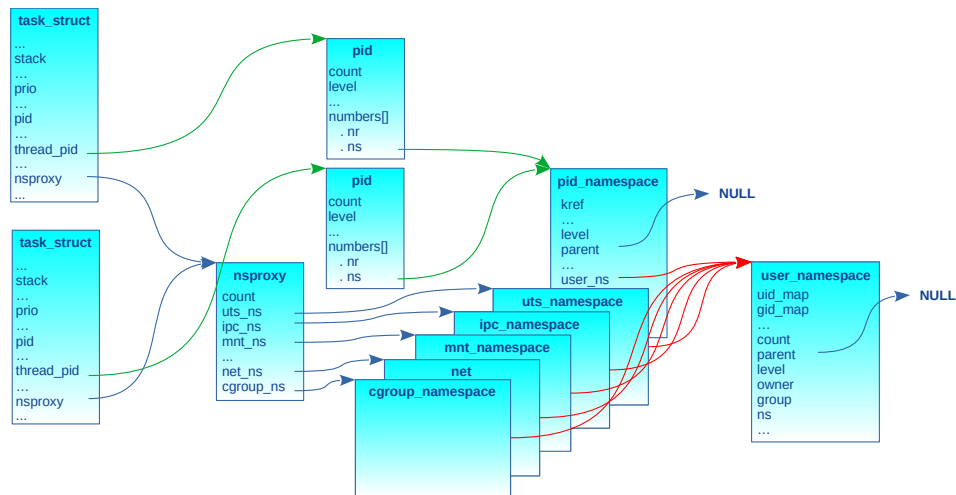 task_struct
...
stack
...
prio
...
pid
...
thread_pid
...
nsproxy
...
task_struct
...
stack
...
prio
...
pid
...
thread_pid
...
nsproxy
...
pid
count
level
...
numbers[]
. nr
. ns
pid
count
level
...
numbers[]
. nr
. ns
nsproxy
count
uts_ns
ipc_ns
mnt_ns
...
net_ns
cgroup_ns
pid_namespace
kref
...
level
parent
...
user_ns
NULL
uts_namespace
ipc_namespace
mnt_namespace
net
cgroup_namespace
user_namespace
uid_map
gid_map
...
count
parent
level
owner
group
ns
...
NULL